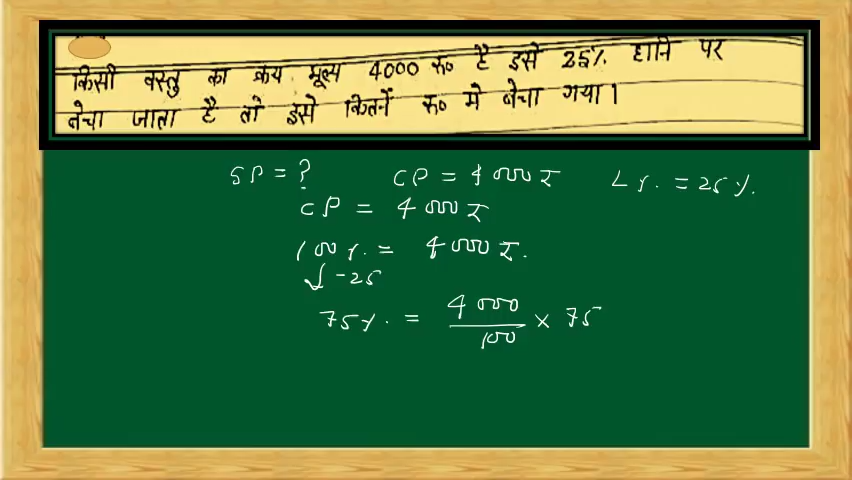 किसी वस्तु का क्रय मूल्य 4000 रु० है इसे 25% हानि पर
बेचा जाता है तो इसे कितनें रु० मे बेचा गया।
SP = ? CP = 4000 ₹ L %. = 25 %.
CP = 4000 ₹
100 %. = 4000 ₹.
↓ -25
75 %. = 4000/100 × 75